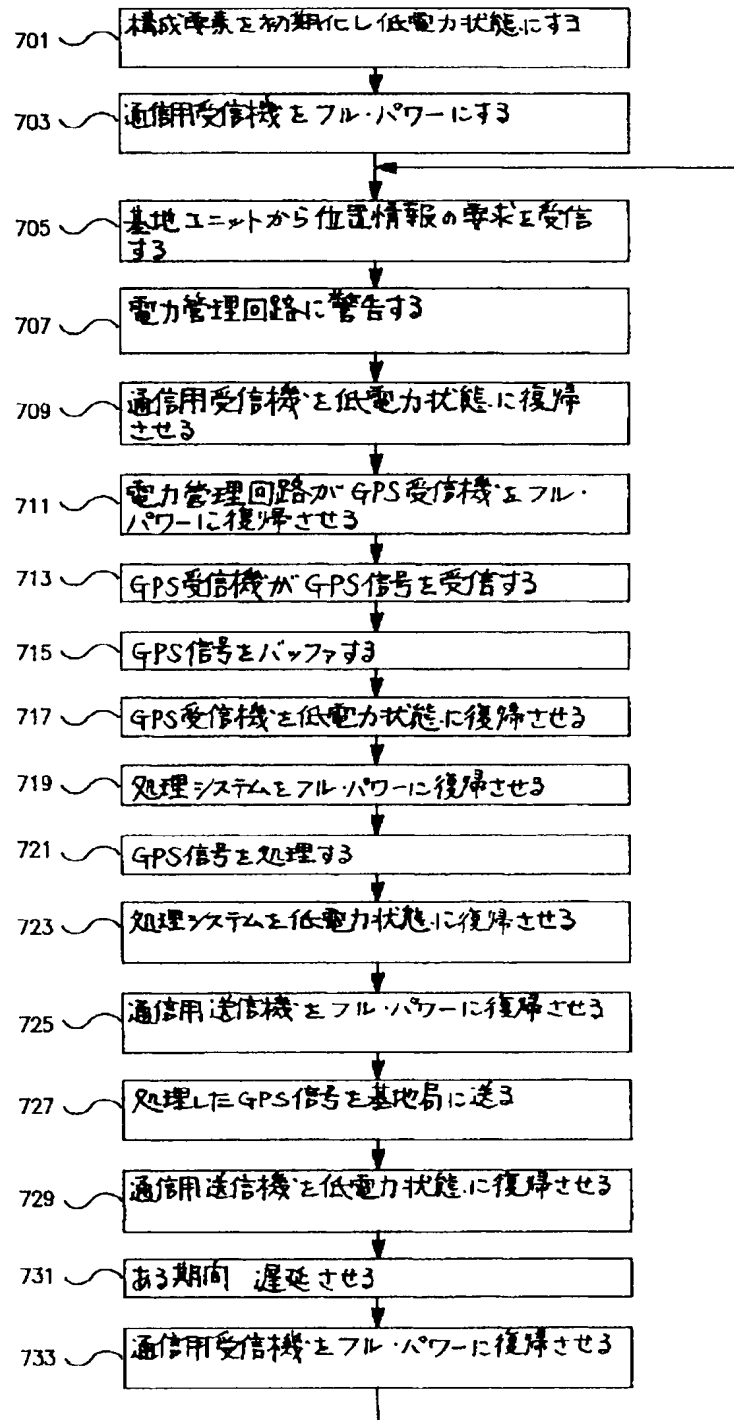 701
構成要素を初期化し低電力状態にする
703
通信用受信機をフル・パワーにする
705
基地ユニットから位置情報の要求を受信
する
707
電力管理回路に警告する
709
通信用受信機を低電力状態に復帰
させる
711
電力管理回路がGPS受信機をフル・
パワーに復帰させる
713
GPS受信機がGPS信号を受信する
715
GPS信号をバッファする
717
GPS受信機を低電力状態に復帰させる
719
処理システムをフル・パワーに復帰させる
721
GPS信号を処理する
723
処理システムを低電力状態に復帰させる
725
通信用送信機をフル・パワーに復帰させる
727
処理したGPS信号を基地局に送る
729
通信用送信機を低電力状態に復帰させる
731
ある期間 遅延させる
733
通信用受信機をフル・パワーに復帰させる